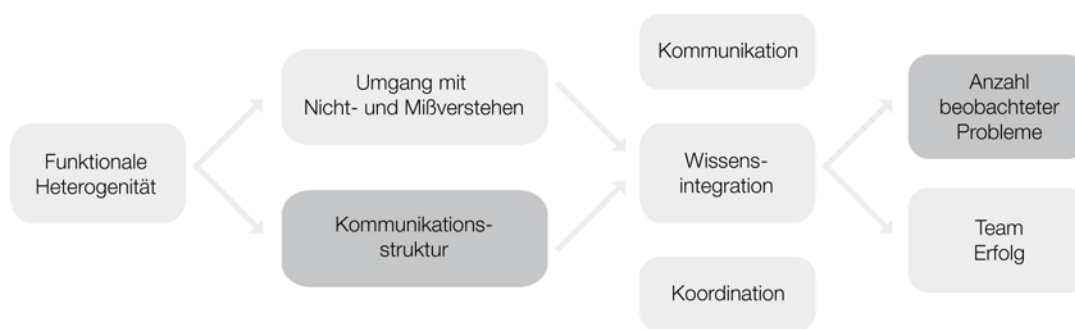 Funktionale
Heterogenität
Umgang mit
Nicht- und Mißverstehen
Kommunikations-
struktur
Kommunikation
Wissens-
integration
Koordination
Anzahl
beobachteter
Probleme
Team
Erfolg